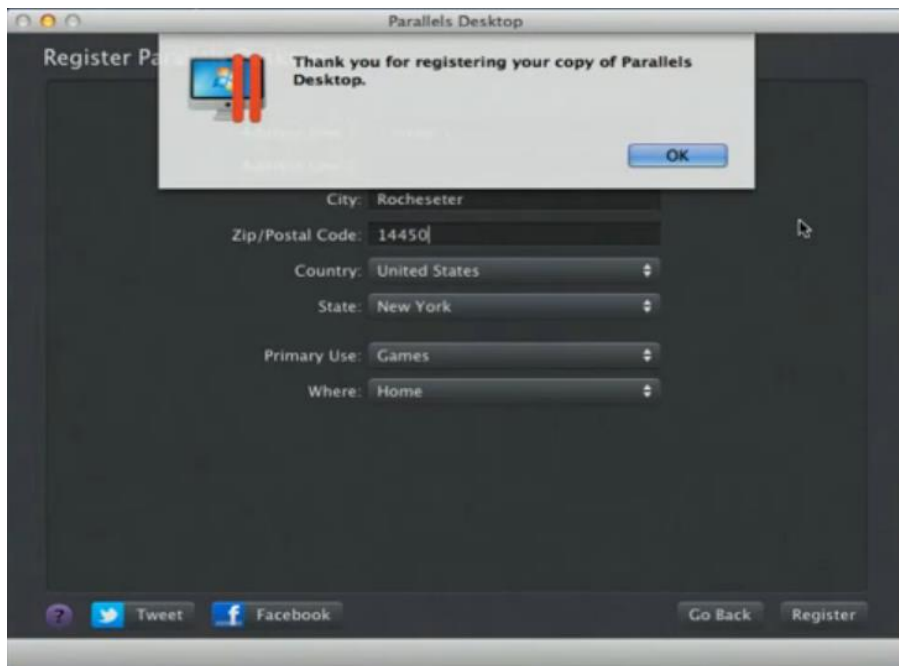 Parallels Desktop
Register Pa
Thank you for registering your copy of Parallels
Desktop.
OK
City: Rocheseter
Zip/Postal Code: 14450
Country: United States
State: New York
Primary Use: Games
Where: Home
? Tweet f Facebook Go Back Register